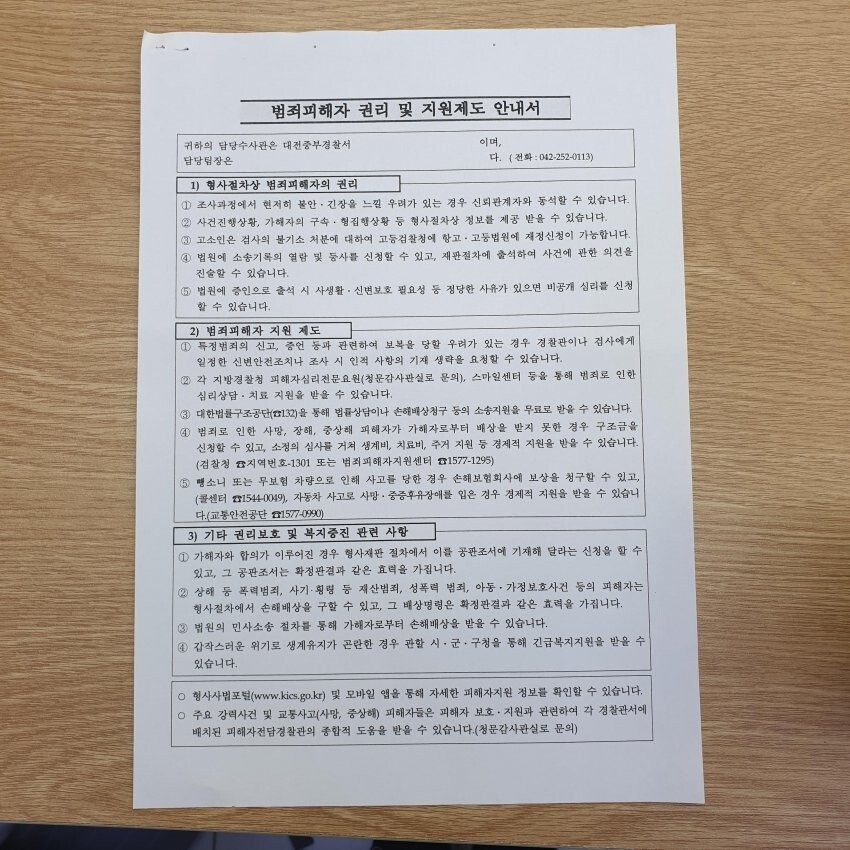 범죄피해자 권리 및 지원제도 안내서
귀하의 담당수사관은 대전중부경찰서 이며,
담당팀장은 다. ( 전화 : 042-252-0113)
1) 형사절차상 범죄피해자의 권리
① 조사과정에서 현저히 불안·긴장을 느낄 우려가 있는 경우 신뢰관계자와 동석할 수 있습니다.
② 사건진행상황, 가해자의 구속·형집행상황 등 형사절차상 정보를 제공 받을 수 있습니다.
③ 고소인은 검사의 불기소 처분에 대하여 고등검찰청에 항고·고등법원에 재정신청이 가능합니다.
④ 법원에 소송기록의 열람 및 등사를 신청할 수 있고, 재판절차에 출석하여 사건에 관한 의견을
진술할 수 있습니다.
⑤ 법원에 증인으로 출석 시 사생활·신변보호 필요성 등 정당한 사유가 있으면 비공개 심리를 신청
할 수 있습니다.
2) 범죄피해자 지원 제도
① 특정범죄의 신고, 증언 등과 관련하여 보복을 당할 우려가 있는 경우 경찰관이나 검사에게
일정한 신변안전조치나 조사 시 인적 사항의 기재 생략을 요청할 수 있습니다.
② 각 지방경찰청 피해자심리전문요원(청문감사관실로 문의), 스마일센터 등을 통해 범죄로 인한
심리상담·치료 지원을 받을 수 있습니다.
③ 대한법률구조공단(☎132)을 통해 법률상담이나 손해배상청구 등의 소송지원을 무료로 받을 수 있습니다.
④ 범죄로 인한 사망, 장해, 중상해 피해자가 가해자로부터 배상을 받지 못한 경우 구조금을
신청할 수 있고, 소정의 심사를 거쳐 생계비, 치료비, 주거 지원 등 경제적 지원을 받을 수 있습니다.
(검찰청 ☎지역번호-1301 또는 범죄피해자지원센터 ☎1577-1295)
⑤ 뺑소니 또는 무보험 차량으로 인해 사고를 당한 경우 손해보험회사에 보상을 청구할 수 있고,
(콜센터 ☎1544-0049), 자동차 사고로 사망·중증후유장애를 입은 경우 경제적 지원을 받을 수 있습니
다.(교통안전공단 ☎1577-0990)
3) 기타 권리보호 및 복지증진 관련 사항
① 가해자와 합의가 이루어진 경우 형사재판 절차에서 이를 공판조서에 기재해 달라는 신청을 할 수
있고, 그 공판조서는 확정판결과 같은 효력을 가집니다.
② 상해 등 폭력범죄, 사기·횡령 등 재산범죄, 성폭력 범죄, 아동·가정보호사건 등의 피해자는
형사절차에서 손해배상을 구할 수 있고, 그 배상명령은 확정판결과 같은 효력을 가집니다.
③ 법원의 민사소송 절차를 통해 가해자로부터 손해배상을 받을 수 있습니다.
④ 갑작스러운 위기로 생계유지가 곤란한 경우 관할 시·군·구청을 통해 긴급복지지원을 받을 수
있습니다.
○ 형사사법포털(www.kics.go.kr) 및 모바일 앱을 통해 자세한 피해자지원 정보를 확인할 수 있습니다.
○ 주요 강력사건 및 교통사고(사망, 중상해) 피해자들은 피해자 보호·지원과 관련하여 각 경찰관서에
배치된 피해자전담경찰관의 종합적 도움을 받을 수 있습니다.(청문감사관실로 문의)